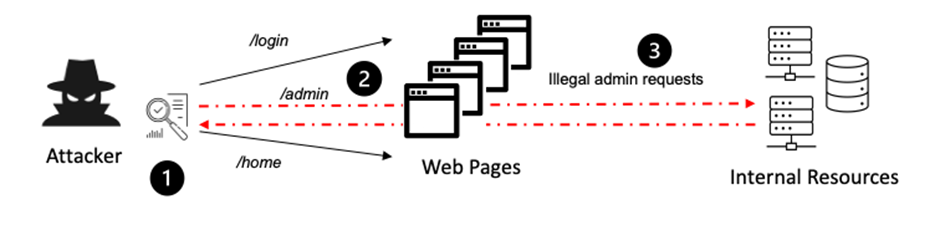 /login
3
2
Illegal admin requests
/admin
Attacker
/home
Web Pages
1
Internal Resources